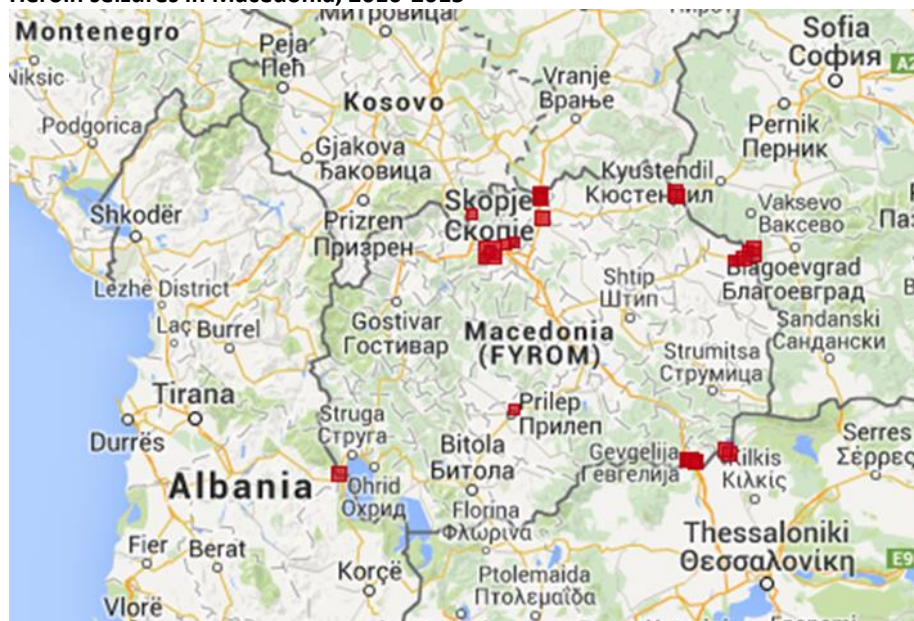 Heroin seizures in Macedonia, 2010-2013
Митровица
Sofia
София
Montenegro
Peja
Пећ
Niksic
Vranje
Врање
Kosovo
Pernik
Перник
Podgorica
Gjakova
Ђаковица
Kyustendil
Кюстендил
Skopje
Скопје
Vaksevo
Ваксево
Shkodër
Prizren
Призрен
Lezhë District
Shtip
Штип
Blagoevgrad
Благоевград
Laç
Burrel
Gostivar
Гостивар
Macedonia
(FYROM)
Sandanski
Сандански
Strumitsa
Струмица
Tirana
Prilep
Прилеп
Durrës
Struga
Струга
Serres
Σέρρες
Bitola
Битола
Gevgelija
Гевгелија
Kilkis
Κιλκίς
Albania
Ohrid
Охрид
Florina
Φλώρινα
Thessaloniki
Θεσσαλονίκη
Fier
Berat
Korçë
Ptolemaida
Πτολεμαΐδα
Vlorë